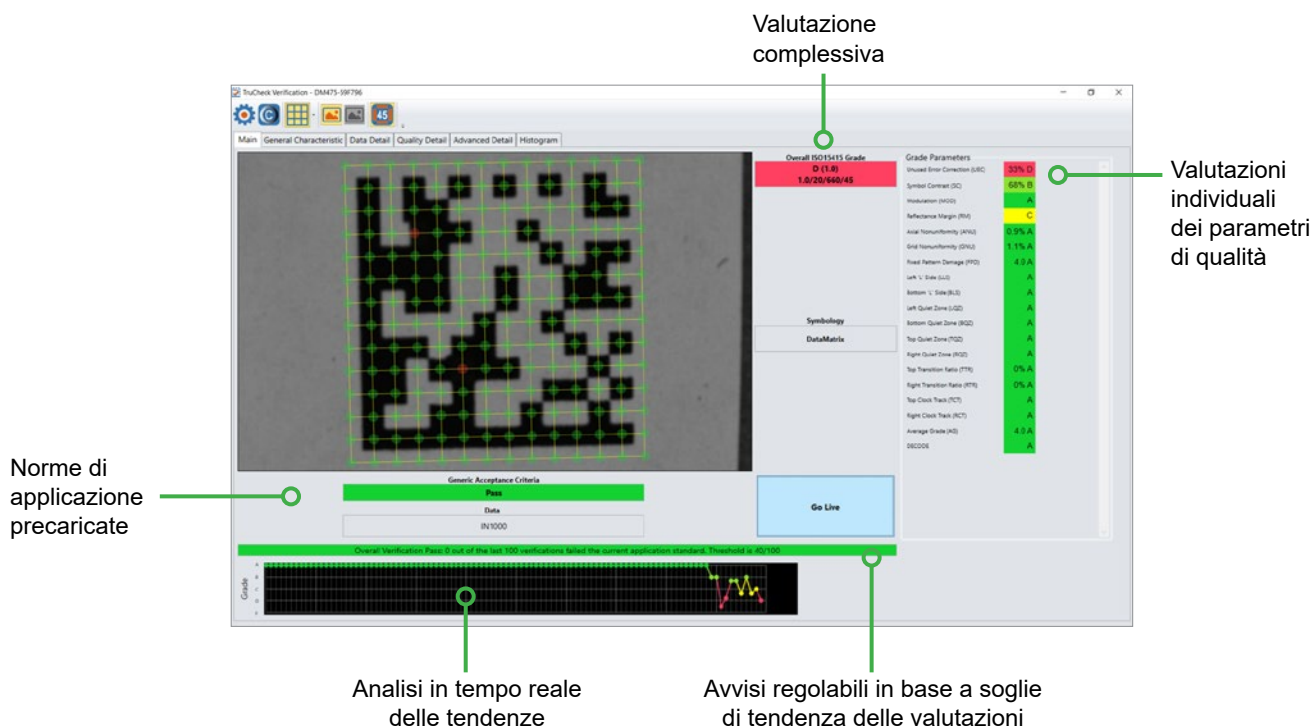 Valutazione
complessiva
TruCheck Verification - DM475-59F796
45
Main General Characteristic Data Detail Quality Detail Advanced Detail Histogram
Overall ISO15415 Grade
D (1.0)
1.0/20/660/45
Grade Parameters
Unused Error Correction (UEC) 33% D
Symbol Contrast (SC) 68% B
Modulation (MOD) A
Reflectance Margin (RM) C
Axial Nonuniformity (ANU) 0.9% A
Grid Nonuniformity (GNU) 1.1% A
Fixed Pattern Damage (FPD) 4.0 A
Left 'L' Side (LLS) A
Bottom 'L' Side (BLS) A
Left Quiet Zone (LQZ) A
Bottom Quiet Zone (BQZ) A
Top Quiet Zone (TQZ) A
Right Quiet Zone (RQZ) A
Top Transition Ratio (TTR) 0% A
Right Transition Ratio (RTR) 0% A
Top Clock Track (TCT) A
Right Clock Track (RCT) A
Average Grade (AG) 4.0 A
DECODE A
Valutazioni
individuali
dei parametri
di qualità
Symbology
DataMatrix
Norme di
applicazione
precaricate
Generic Acceptance Criteria
Pass
Data
IN1000
Go Live
Overall Verification Pass: 0 out of the last 100 verifications failed the current application standard. Threshold is 40/100
Grade
A
B
C
D
F
Analisi in tempo reale
delle tendenze
Avvisi regolabili in base a soglie
di tendenza delle valutazioni